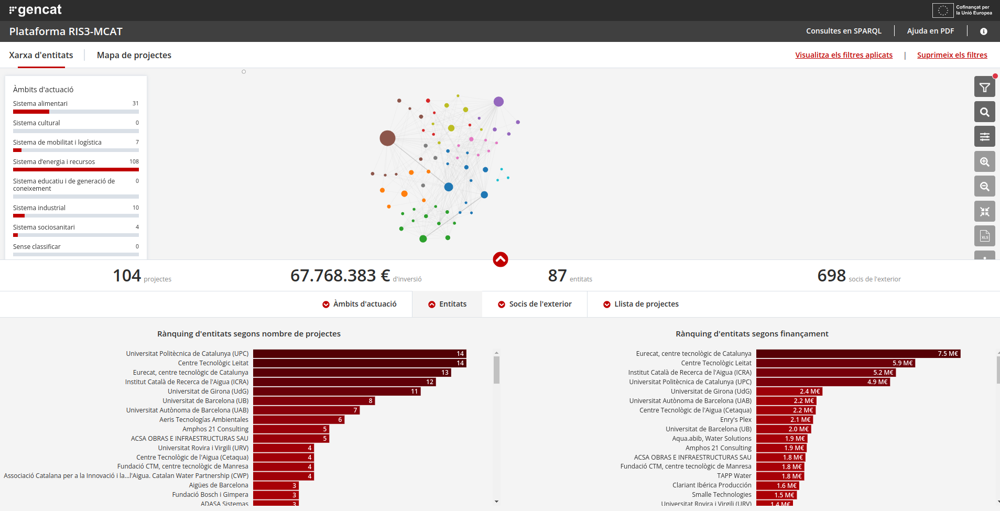 gencat
Cofinançat per
la Unió Europea
Plataforma RIS3-MCAT
Consultes en SPARQL
Ajuda en PDF
Xarxa d'entitats
Mapa de projectes
Visualitza els filtres aplicats
|
Suprimeix els filtres
Àmbits d'actuació
Sistema alimentari 31
Sistema cultural 0
Sistema de mobilitat i logística 7
Sistema d'energia i recursos 108
Sistema educatiu i de generació de 0
coneixement
Sistema industrial 10
Sistema sociosanitari 4
Sense classificar 0
XLS
104 projectes
67.768.383 € d'inversió
87 entitats
698 socis de l'exterior
Àmbits d'actuació
Entitats
Socis de l'exterior
Llista de projectes
Rànquing d'entitats segons nombre de projectes
Universitat Politècnica de Catalunya (UPC) 14
Centre Tecnològic Leitat 14
Eurecat, centre tecnològic de Catalunya 13
Institut Català de Recerca de l'Aigua (ICRA) 12
Universitat de Girona (UdG) 11
Universitat de Barcelona (UB) 8
Universitat Autònoma de Barcelona (UAB) 7
Aeris Tecnologías Ambientales 6
Amphos 21 Consulting 5
ACSA OBRAS E INFRAESTRUCTURAS SAU 5
Universitat Rovira i Virgili (URV) 4
Centre Tecnològic de l'Aigua (Cetaqua) 4
Fundació CTM, centre tecnològic de Manresa 4
Associació Catalana per a la Innovació i la...l'Aigua. Catalan Water Partnership (CWP) 4
Aigües de Barcelona 3
Fundació Bosch i Gimpera 3
ADASA Sistemas 3
Rànquing d'entitats segons finançament
Eurecat, centre tecnològic de Catalunya 7.5 M€
Centre Tecnològic Leitat 5.9 M€
Institut Català de Recerca de l'Aigua (ICRA) 5.2 M€
Universitat Politècnica de Catalunya (UPC) 4.9 M€
Universitat de Girona (UdG) 2.4 M€
Universitat Autònoma de Barcelona (UAB) 2.2 M€
Centre Tecnològic de l'Aigua (Cetaqua) 2.2 M€
Enry's Plex 2.1 M€
Universitat de Barcelona (UB) 2.0 M€
Aqua.abib, Water Solutions 1.9 M€
Amphos 21 Consulting 1.9 M€
ACSA OBRAS E INFRAESTRUCTURAS SAU 1.8 M€
Fundació CTM, centre tecnològic de Manresa 1.8 M€
TAPP Water 1.8 M€
Clariant Ibérica Producción 1.6 M€
Smalle Technologies 1.5 M€
Universitat Rovira i Virgili (URV) 1.4 M€